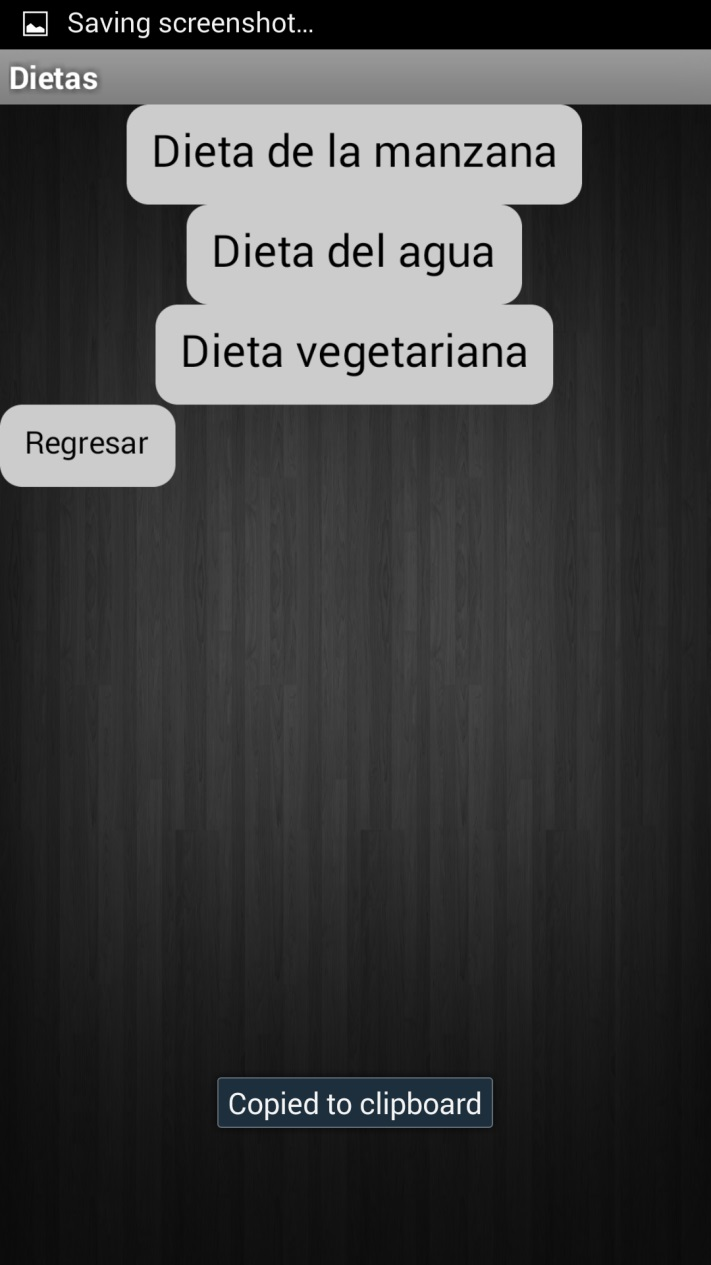 Saving screenshot...
Dietas
Dieta de la manzana
Dieta del agua
Dieta vegetariana
Regresar
Copied to clipboard